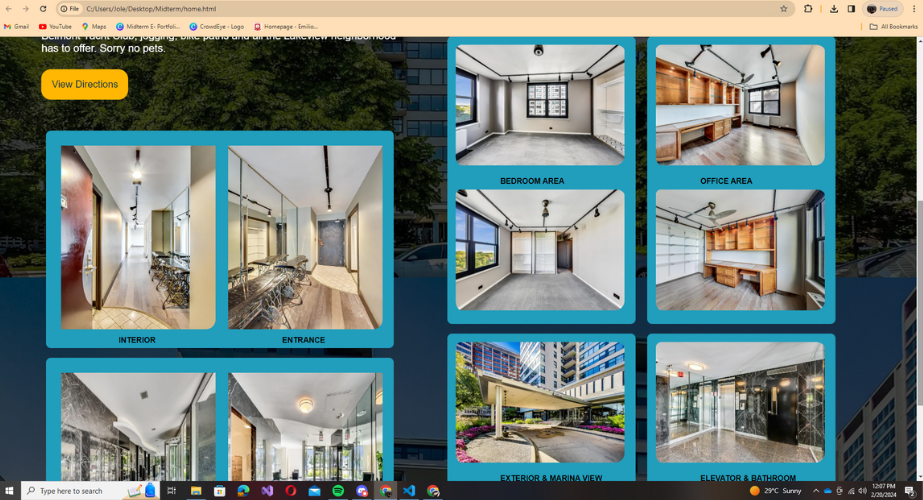 File
C:/Users/Jole/Desktop/Midterm/home.html
Paused
Gmail
YouTube
Maps
Midterm E- Portfoli...
CrowdEye - Logo
Homepage - Emilio...
All Bookmarks
Belmont Yacht Club, jogging, bike paths and all the Lakeview neighborhood
has to offer. Sorry no pets.
View Directions
INTERIOR
ENTRANCE
BEDROOM AREA
OFFICE AREA
EXTERIOR & MARINA VIEW
ELEVATOR & BATHROOM
Type here to search
29°C Sunny
12:07 PM
2/20/2024